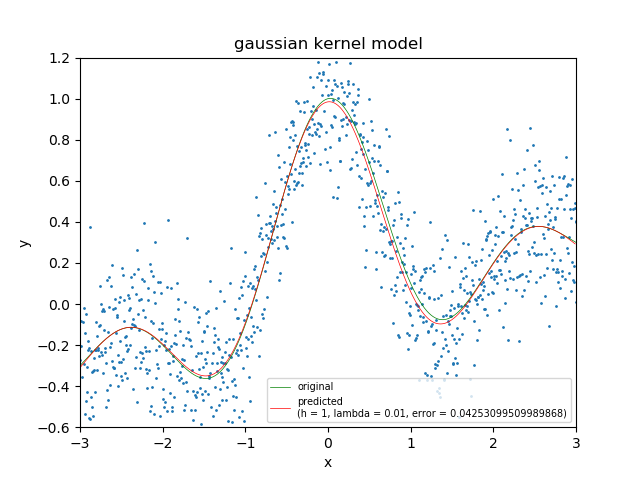 gaussian kernel model
1.2
1.0
0.8
0.6
0.4
0.2
0.0
−0.2
−0.4
−0.6
y
−3
−2
−1
0
1
2
3
x
original
predicted
(h = 1, lambda = 0.01, error = 0.04253099509989868)